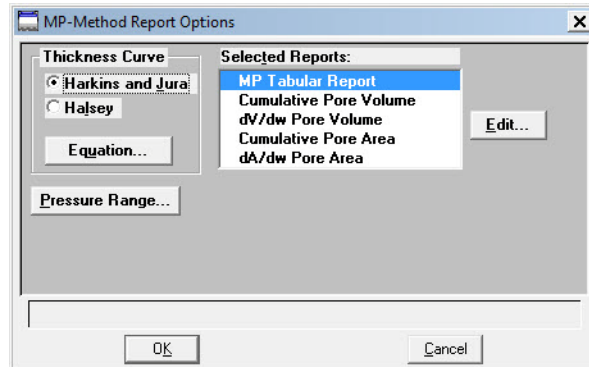 MP-Method Report Options
Thickness Curve
Harkins and Jura
Halsey
Equation...
Pressure Range...
Selected Reports:
MP Tabular Report
Cumulative Pore Volume
dV/dw Pore Volume
Cumulative Pore Area
dA/dw Pore Area
Edit...
OK
Cancel